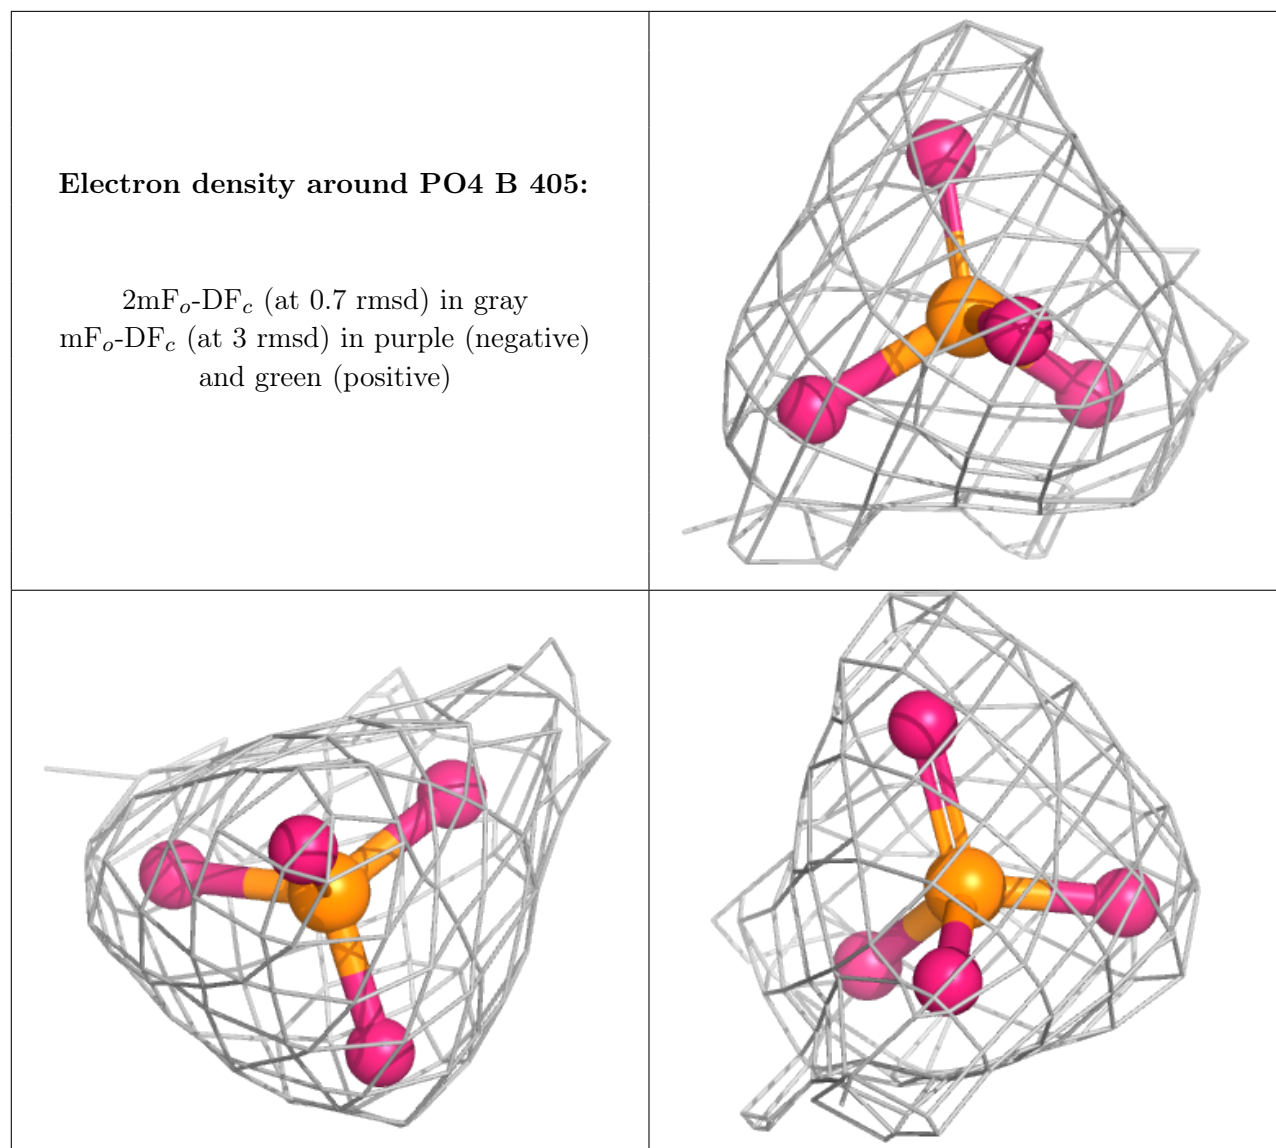 Electron density around PO4 B 405:
2mFo-DFc (at 0.7 rmsd) in gray
mFo-DFc (at 3 rmsd) in purple (negative)
and green (positive)